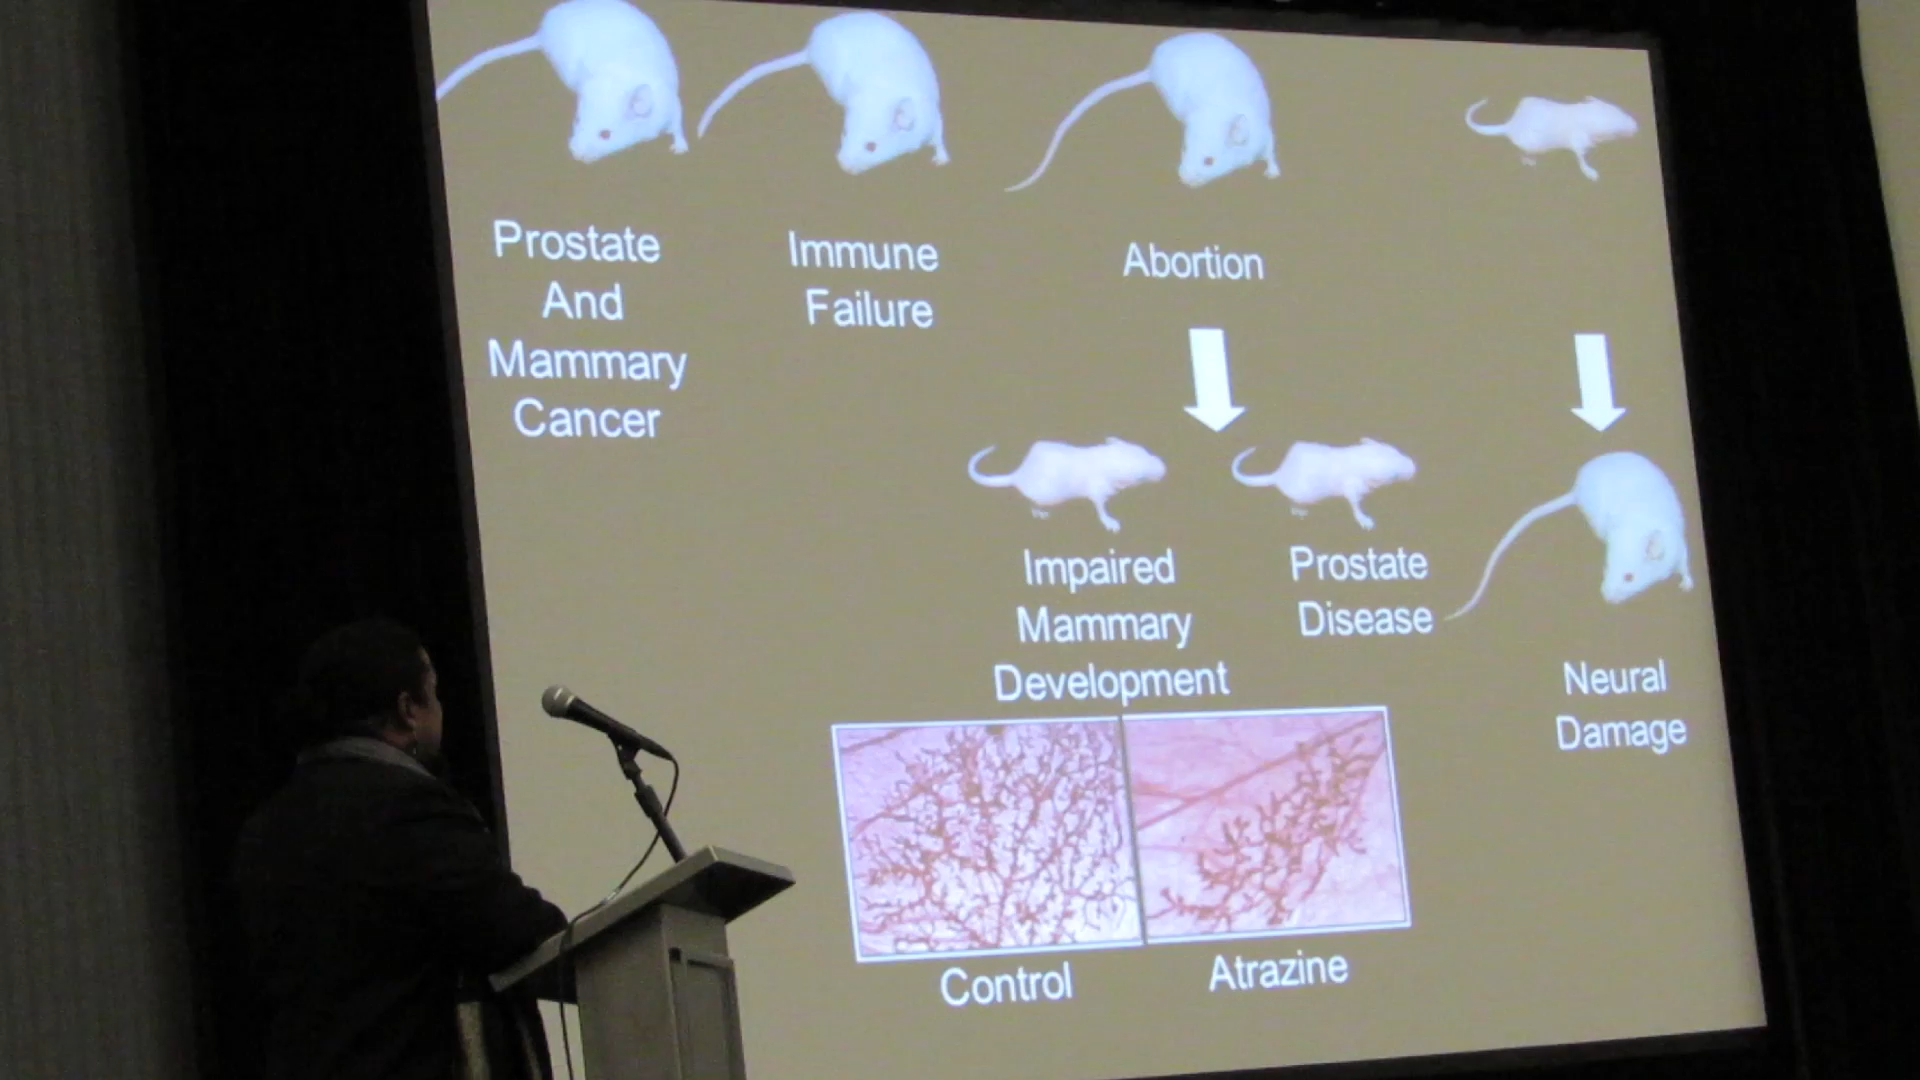 Prostate
And
Mammary
Cancer
Immune
Failure
Abortion
Impaired
Mammary
Development
Prostate
Disease
Neural
Damage
Control
Atrazine